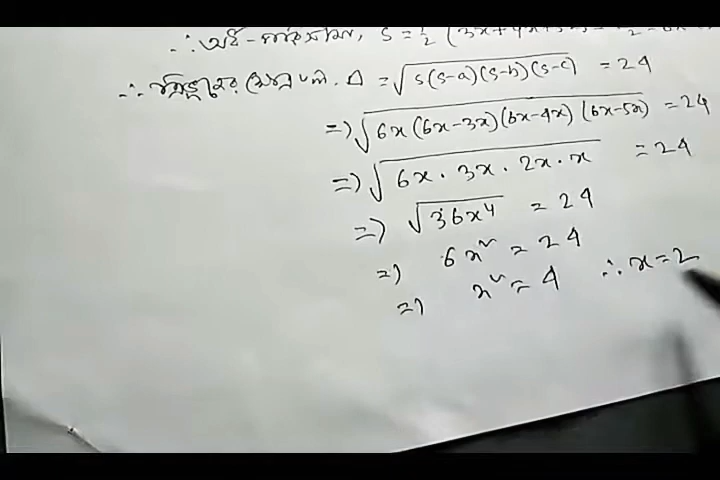 ∴ অর্ধ-পরিসীমা, S = 1/2 (3x+4x+5x) =
∴ ত্রিভুজের ক্ষেত্রফল. Δ = √s(s-a)(s-b)(s-c) = 24
=) √6x(6x-3x)(6x-4x)(6x-5x) = 24
=) √6x · 3x · 2x · x = 24
=) √36x⁴ = 24
=) 6x² = 24
=) x² = 4 ∴ x = 2